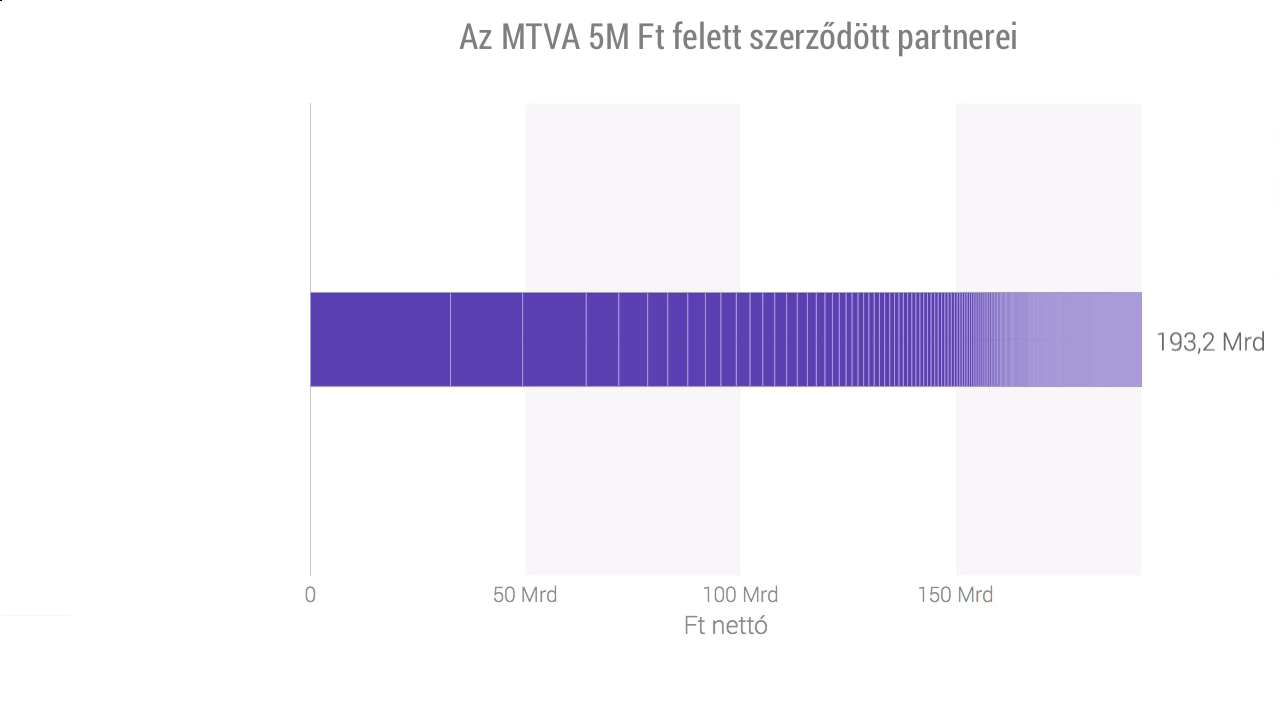 Az MTVA 5M Ft felett szerződött partnerei
193,2 Mrd
0
50 Mrd
100 Mrd
150 Mrd
Ft nettó